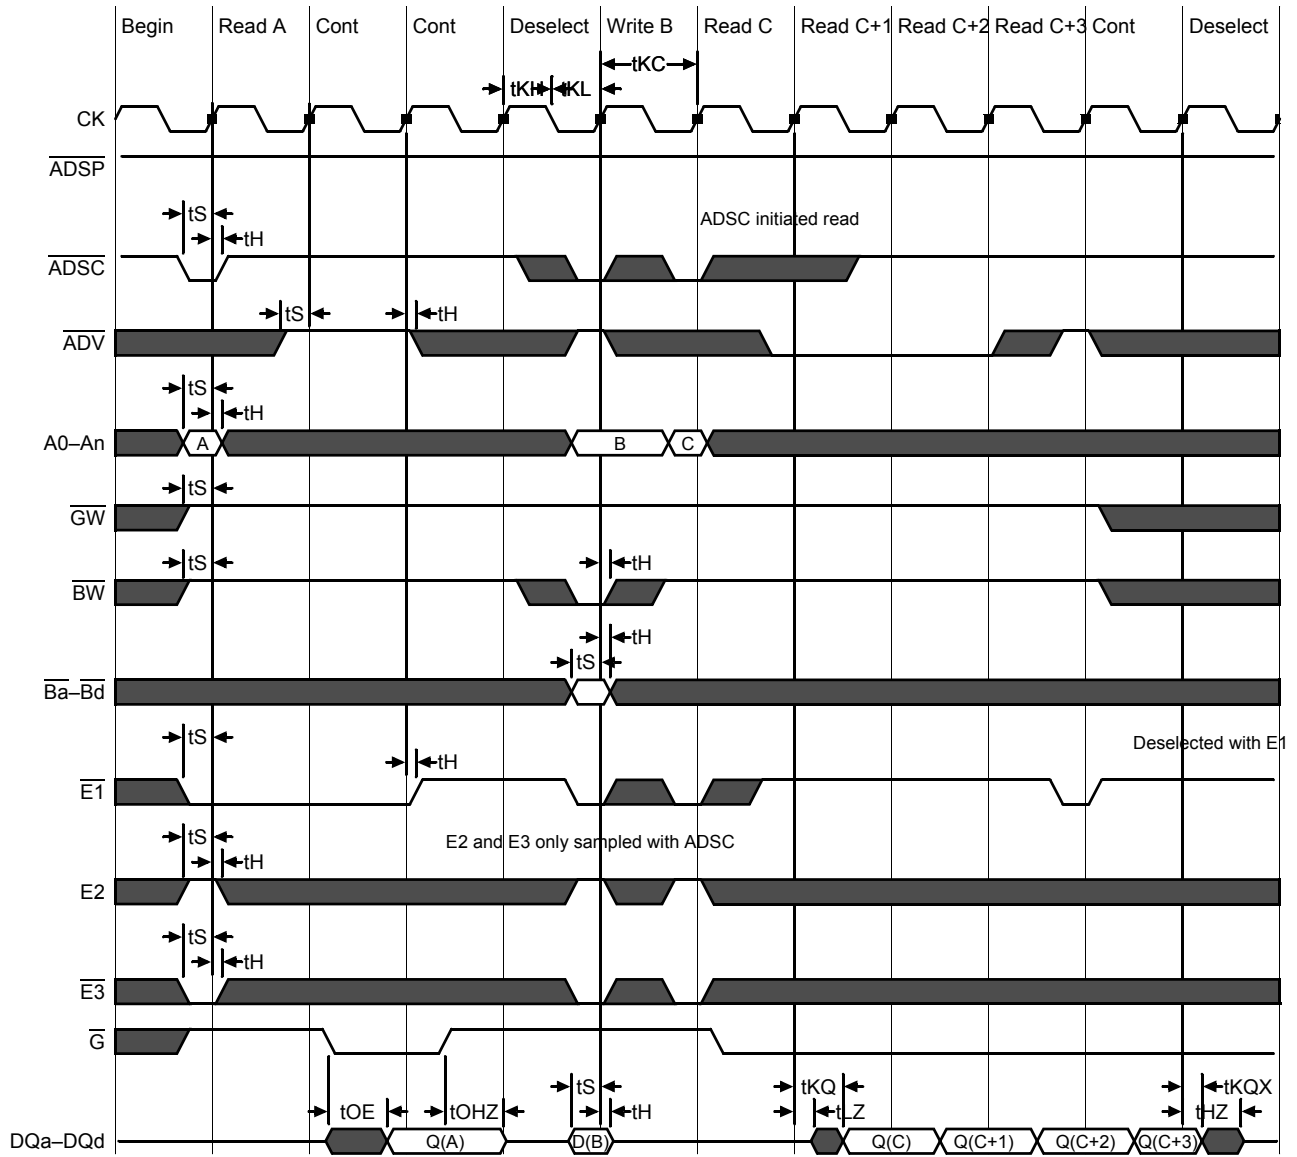 Begin Read A Cont Cont Deselect Write B Read C Read C+1 Read C+2 Read C+3 Cont Deselect
tKC
tKH tKL
CK
ADSP
tS
ADSC initiated read
tH
ADSC
tS tH
ADV
tS
tH
A0–An A B C
tS
GW
tS tH
BW
tH
tS
Ba–Bd
tS
Deselected with E1
tH
E1
tS
E2 and E3 only sampled with ADSC
tH
E2
tS
tH
E3
G
tS tKQ tKQX
tOE tOHZ tH tLZ tHZ
DQa–DQd Q(A) D(B) Q(C) Q(C+1) Q(C+2) Q(C+3)